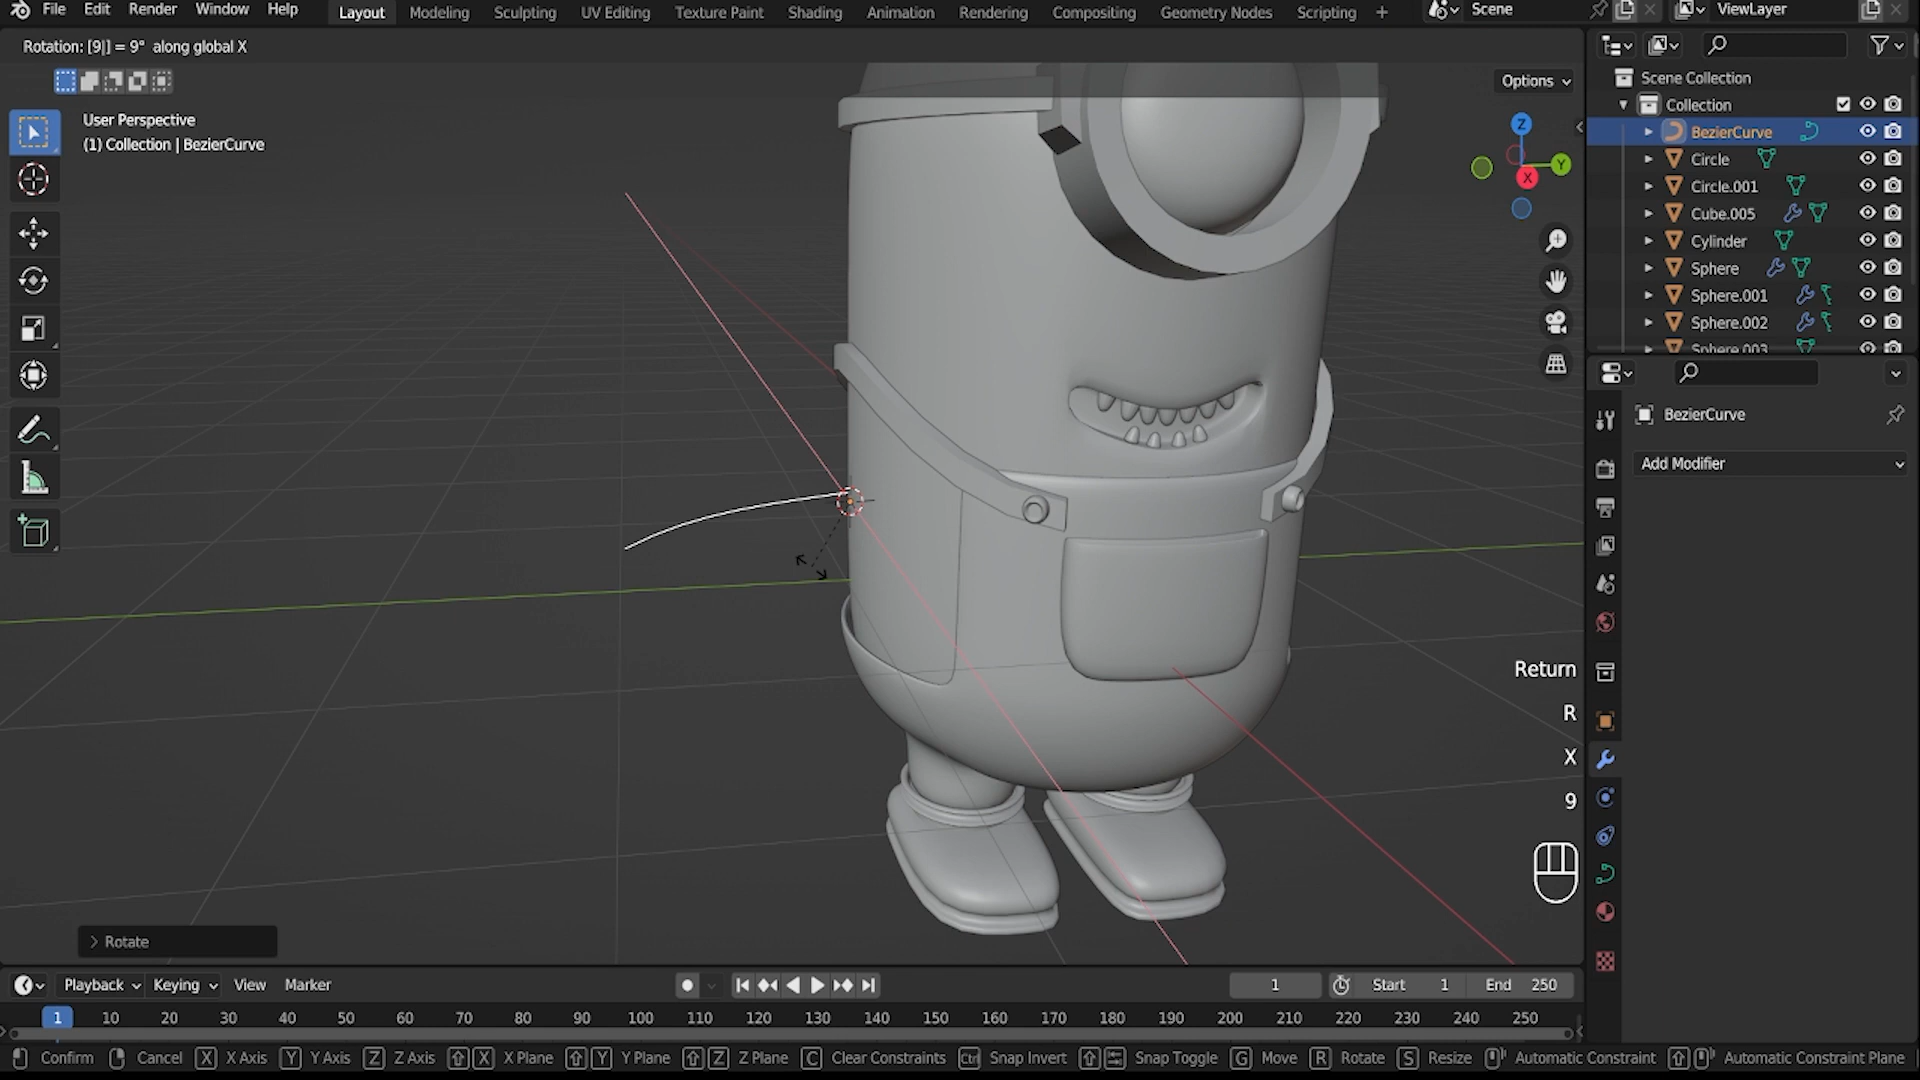 File Edit Render Window Help Layout Modeling Sculpting UV Editing Texture Paint Shading Animation Rendering Compositing Geometry Nodes Scripting + Scene ViewLayer
Rotation: [9|] = 9° along global X
Options
User Perspective
(1) Collection | BezierCurve
Z
Y
X
Scene Collection
Collection
BezierCurve
Circle
Circle.001
Cube.005
Cylinder
Sphere
Sphere.001
Sphere.002
Sphere.003
BezierCurve
Add Modifier
Return
R
X
9
Rotate
Playback Keying View Marker 1 Start 1 End 250
1 10 20 30 40 50 60 70 80 90 100 110 120 130 140 150 160 170 180 190 200 210 220 230 240 250
Confirm Cancel X X Axis Y Y Axis Z Z Axis X X Plane Y Y Plane Z Z Plane C Clear Constraints Ctrl Snap Invert Snap Toggle G Move R Rotate S Resize Automatic Constraint Automatic Constraint Plane